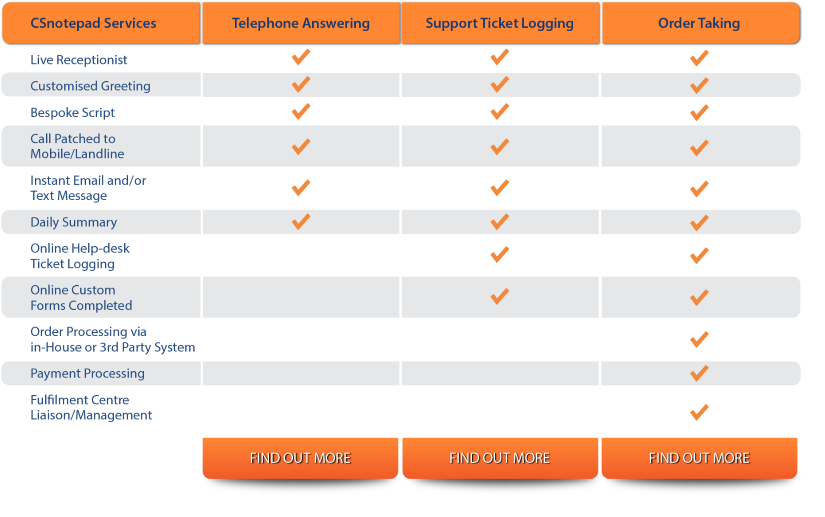 CSnotepad Services
Telephone Answering
Support Ticket Logging
Order Taking
Live Receptionist
Customised Greeting
Bespoke Script
Call Patched to
Mobile/Landline
Instant Email and/or
Text Message
Daily Summary
Online Help-desk
Ticket Logging
Online Custom
Forms Completed
Order Processing via
in-House or 3rd Party System
Payment Processing
Fulfilment Centre
Liaison/Management
FIND OUT MORE
FIND OUT MORE
FIND OUT MORE